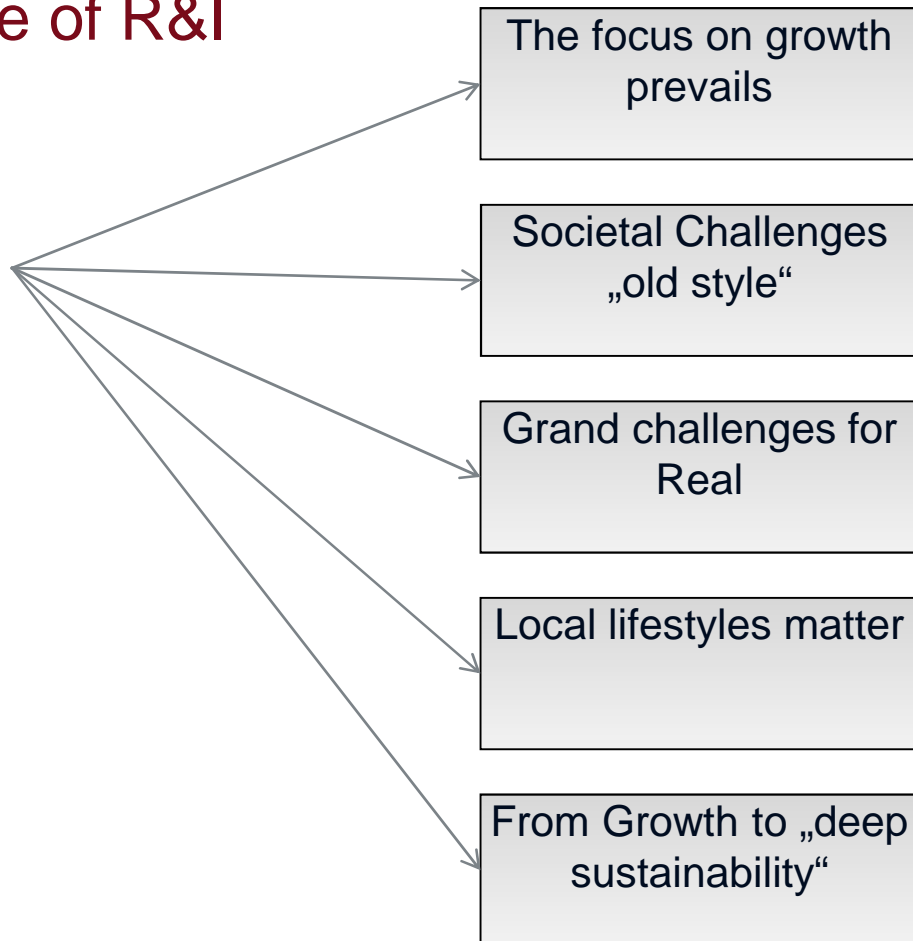 e of R&I
The focus on growth
prevails
Societal Challenges
„old style“
Grand challenges for
Real
Local lifestyles matter
From Growth to „deep
sustainability“